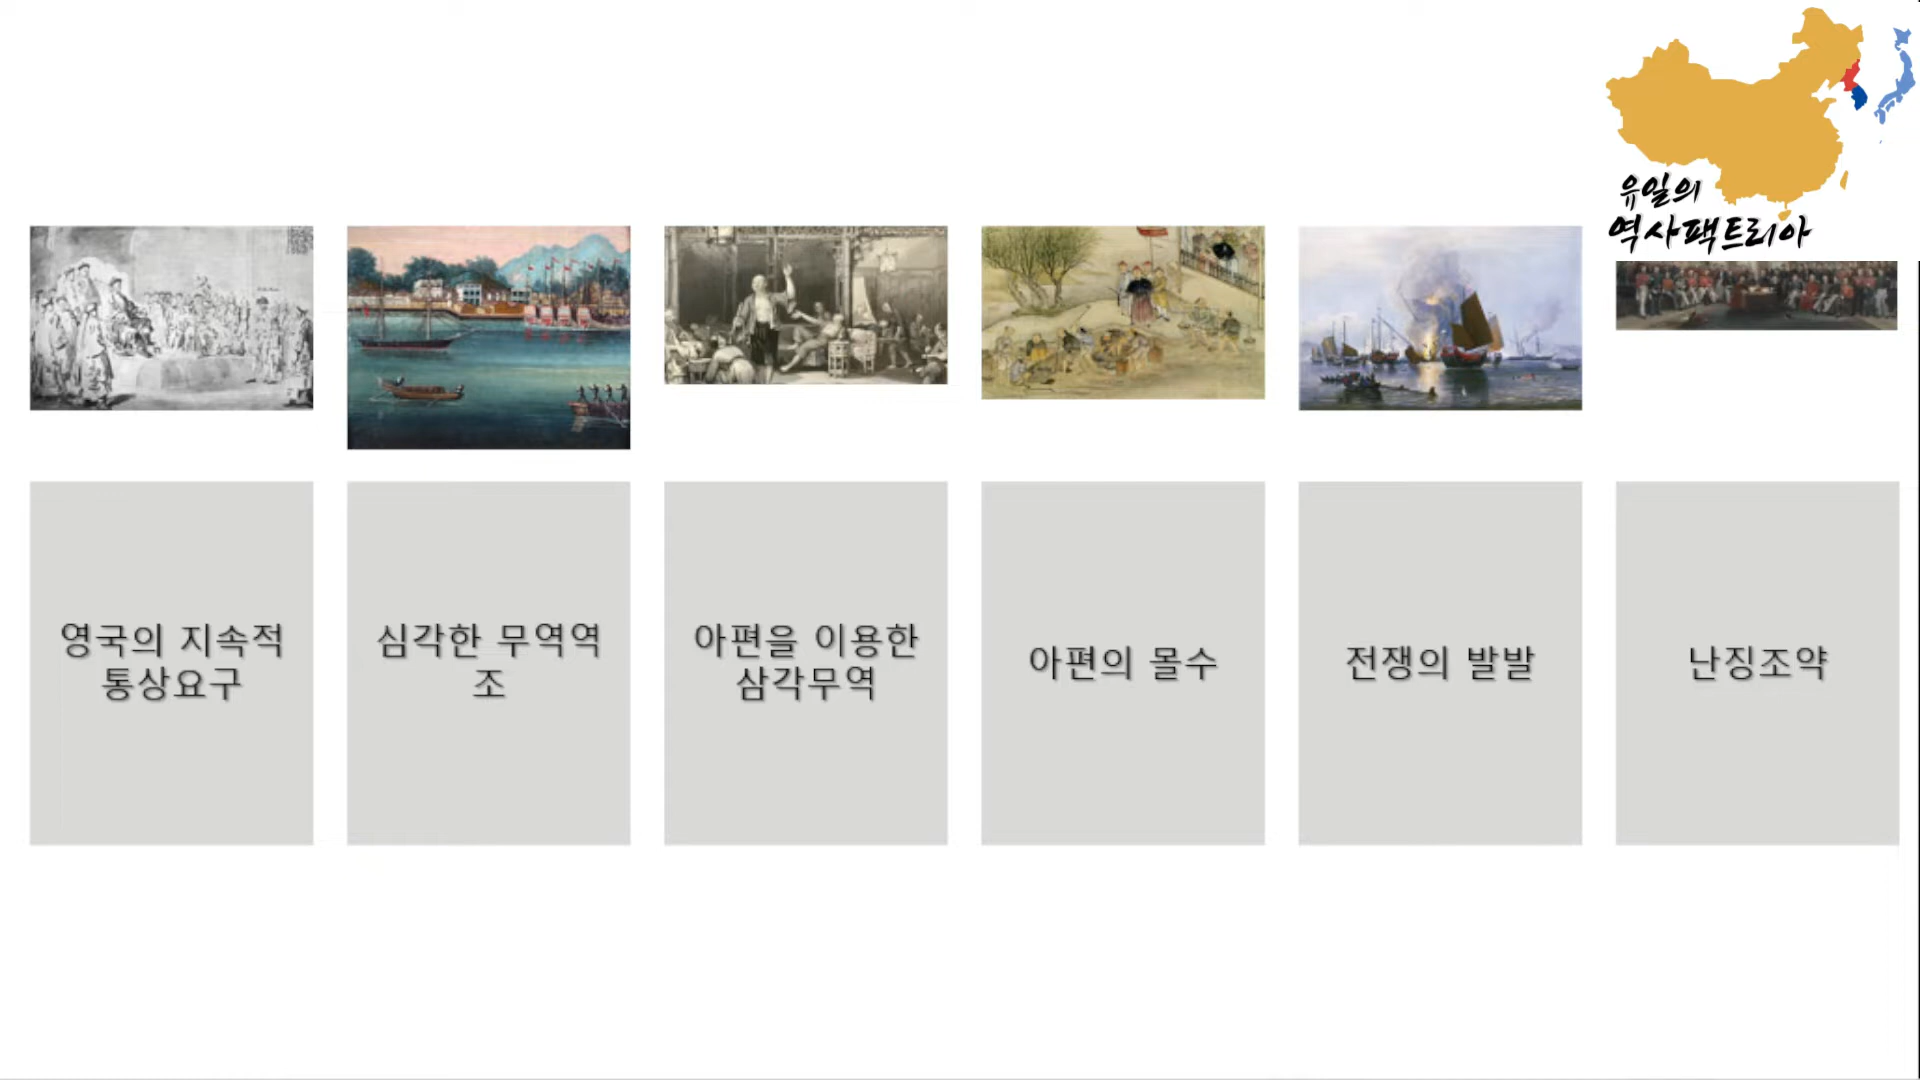 유일의
역사팩트리아
영국의 지속적
통상요구
심각한 무역역
조
아편을 이용한
삼각무역
아편의 몰수
전쟁의 발발
난징조약